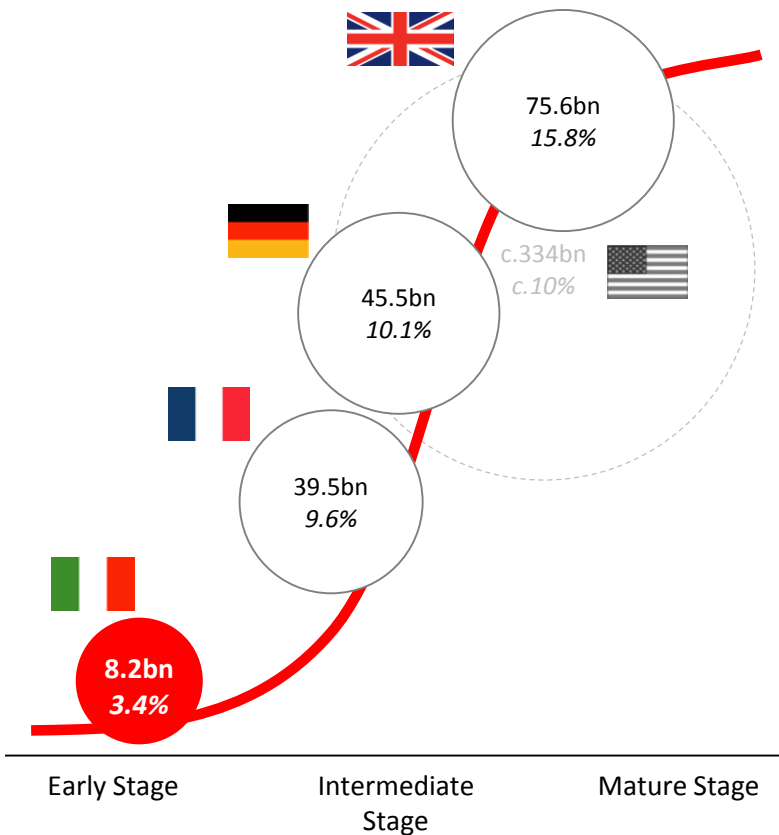 75.6bn
15.8%
c.334bn
c.10%
45.5bn
10.1%
39.5bn
9.6%
8.2bn
3.4%
Early Stage
Intermediate
Stage
Mature Stage